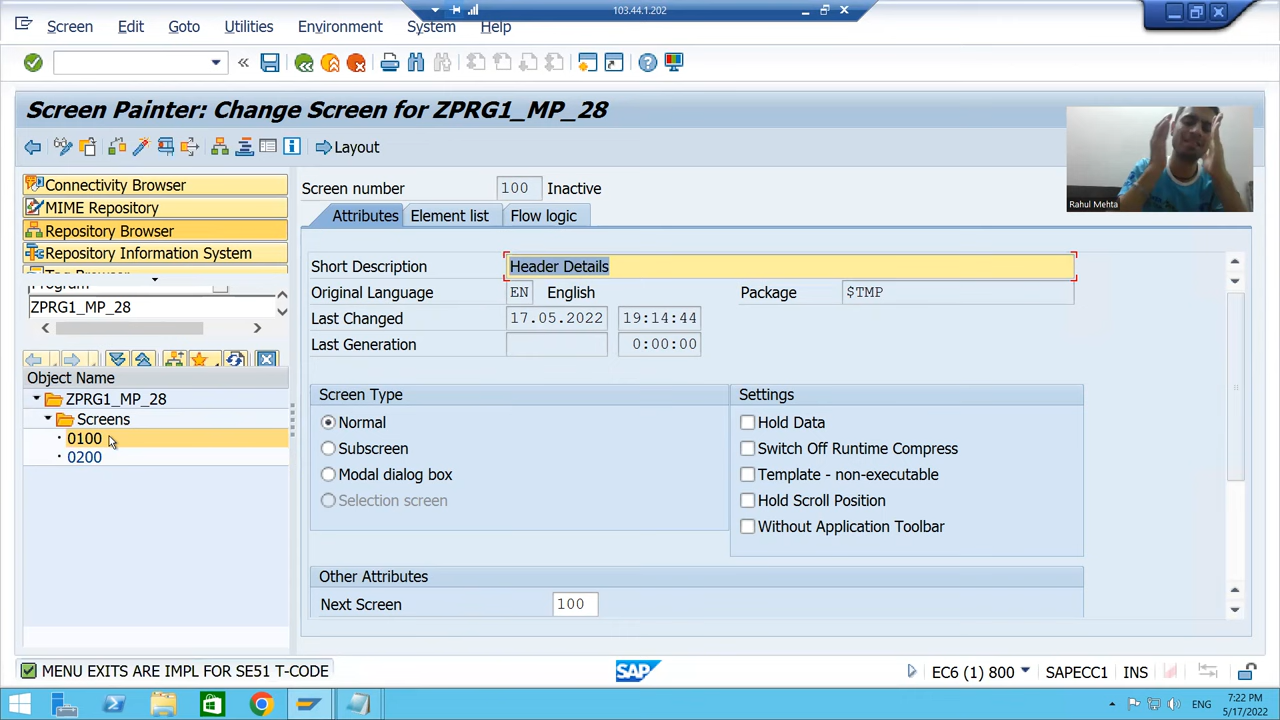 103.44.1.202
Screen Edit Goto Utilities Environment System Help
Screen Painter: Change Screen for ZPRG1_MP_28
Layout
Rahul Mehta
Connectivity Browser
MIME Repository
Repository Browser
Repository Information System
Tag Browser
Program
ZPRG1_MP_28
Object Name
ZPRG1_MP_28
Screens
0100
0200
Screen number 100 Inactive
Attributes Element list Flow logic
Short Description Header Details
Original Language EN English Package $TMP
Last Changed 17.05.2022 19:14:44
Last Generation 0:00:00
Screen Type
Normal
Subscreen
Modal dialog box
Selection screen
Settings
Hold Data
Switch Off Runtime Compress
Template - non-executable
Hold Scroll Position
Without Application Toolbar
Other Attributes
Next Screen 100
MENU EXITS ARE IMPL FOR SE51 T-CODE
SAP
EC6 (1) 800 SAPECC1 INS
ENG
7:22 PM
5/17/2022